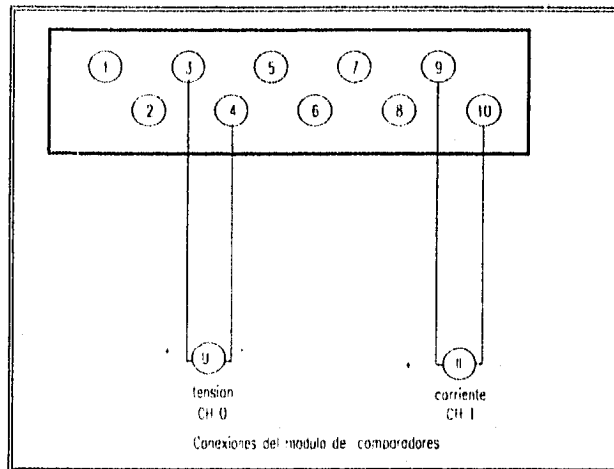 1 3 5 7 9
2 4 6 8 10
U
tension
CH 0
corriente
CH 1
Conexiones del modulo de comparadores